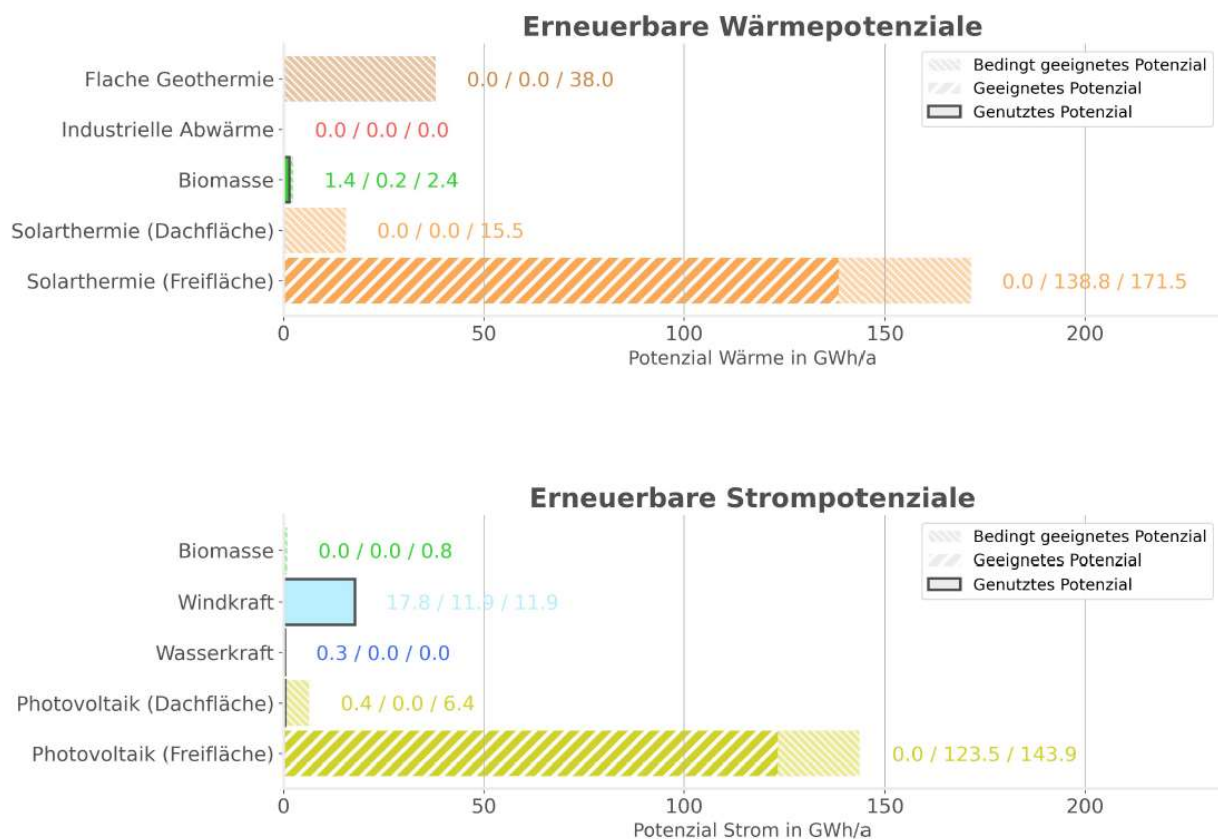 Erneuerbare Wärmepotenziale
Flache Geothermie 0.0 / 0.0 / 38.0
Industrielle Abwärme 0.0 / 0.0 / 0.0
Biomasse 1.4 / 0.2 / 2.4
Solarthermie (Dachfläche) 0.0 / 0.0 / 15.5
Solarthermie (Freifläche) 0.0 / 138.8 / 171.5
Bedingt geeignetes Potenzial
Geeignetes Potenzial
Genutztes Potenzial
0 50 100 150 200
Potenzial Wärme in GWh/a
Erneuerbare Strompotenziale
Biomasse 0.0 / 0.0 / 0.8
Windkraft 17.8 / 11.9 / 11.9
Wasserkraft 0.3 / 0.0 / 0.0
Photovoltaik (Dachfläche) 0.4 / 0.0 / 6.4
Photovoltaik (Freifläche) 0.0 / 123.5 / 143.9
Bedingt geeignetes Potenzial
Geeignetes Potenzial
Genutztes Potenzial
0 50 100 150 200
Potenzial Strom in GWh/a